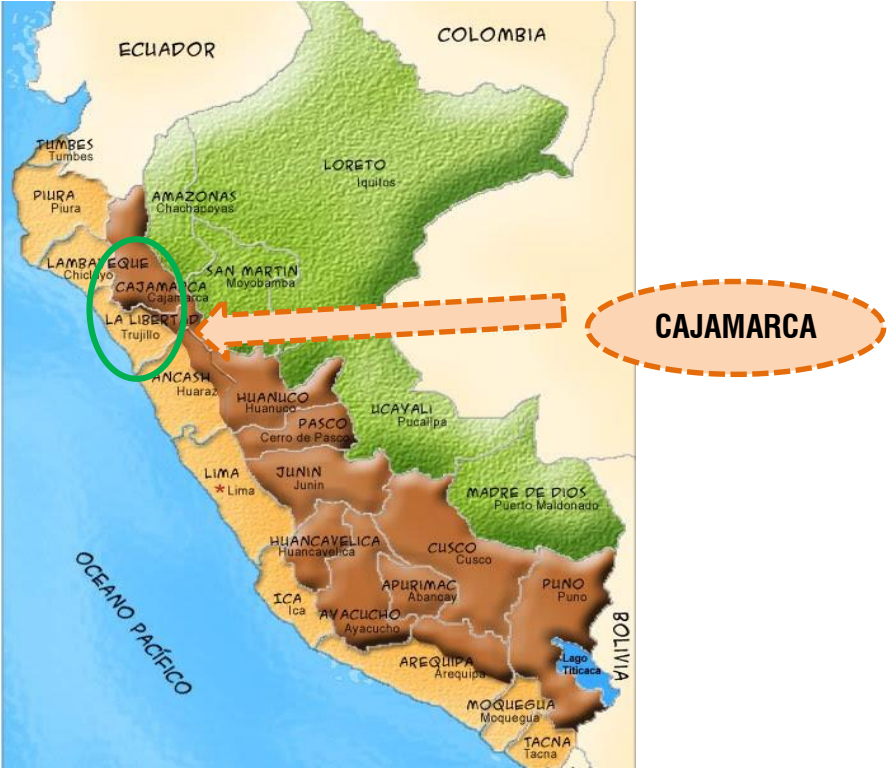 ECUADOR
COLOMBIA
TUMBES
Tumbes
LORETO
Iquitos
PIURA
Piura
AMAZONAS
Chachapoyas
LAMBAYEQUE
Chiclayo
SAN MARTIN
Moyobamba
CAJAMARCA
Cajamarca
LA LIBERTAD
Trujillo
CAJAMARCA
ANCASH
Huaraz
HUANUCO
Huanuco
UCAYALI
Pucallpa
PASCO
Cerro de Pasco
LIMA
* Lima
JUNIN
Junin
MADRE DE DIOS
Puerto Maldonado
HUANCAVELICA
Huancavelica
CUSCO
Cusco
OCEANO PACÍFICO
ICA
Ica
APURIMAC
Abancay
PUNO
Puno
AYACUCHO
Ayacucho
BOLIVIA
AREQUIPA
Arequipa
Lago
Titicaca
MOQUEGUA
Moquegua
TACNA
Tacna